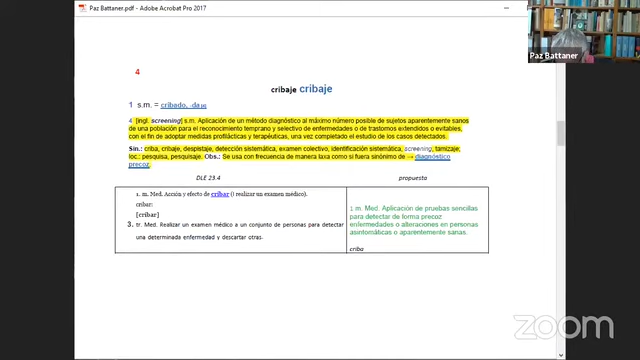 Paz Battaner.pdf - Adobe Acrobat Pro 2017
Paz Battaner
4
cribaje cribaje
1 s.m. = cribado, -da
4 [ingl. screening] s.m. Aplicación de un método diagnóstico al máximo número posible de sujetos aparentemente sanos
de una población para el reconocimiento temprano y selectivo de enfermedades o de trastornos extendidos o evitables,
con el fin de adoptar medidas profilácticas y terapéuticas, una vez completado el estudio de los casos detectados.
Sin.: criba, cribaje, despistaje, detección sistemática, examen colectivo, identificación sistemática, screening, tamizaje;
loc.: pesquisa, pesquisaje. Obs.: Se usa con frecuencia de manera laxa como si fuera sinónimo de → diagnóstico
precoz.
DLE 23.4 propuesta
1. m. Med. Acción y efecto de cribar (|| realizar un examen médico).
cribar:
[cribar]
3. tr. Med. Realizar un examen médico a un conjunto de personas para detectar
una determinada enfermedad y descartar otras.
1 m. Med. Aplicación de pruebas sencillas
para detectar de forma precoz
enfermedades o alteraciones en personas
asintomáticas o aparentemente sanas.
criba
zoom